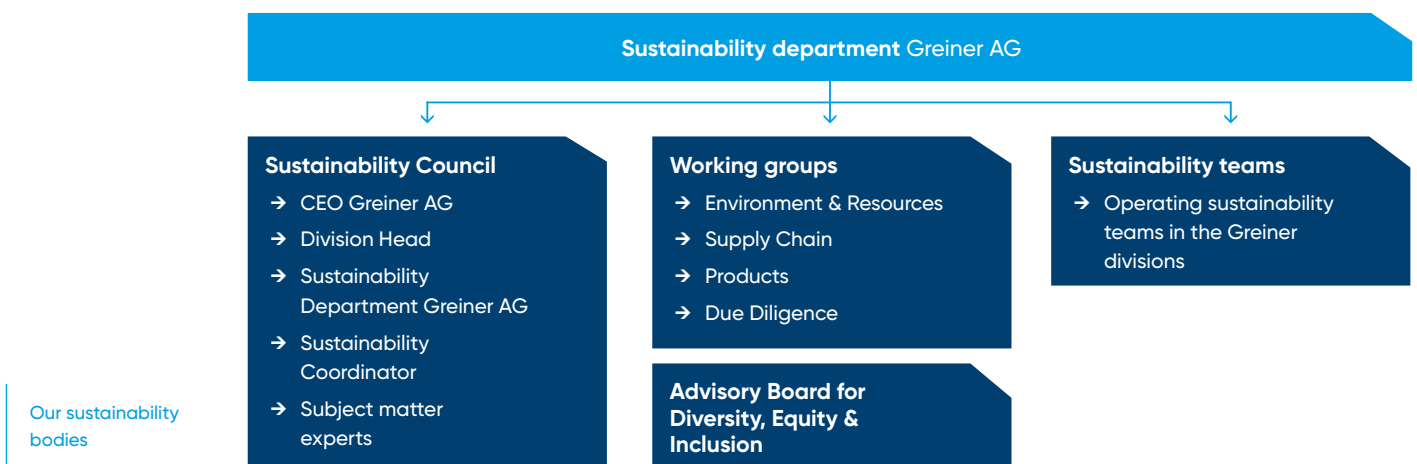 Sustainability department Greiner AG
Sustainability Council
→ CEO Greiner AG
→ Division Head
→ Sustainability
Department Greiner AG
→ Sustainability
Coordinator
→ Subject matter
experts
Working groups
→ Environment & Resources
→ Supply Chain
→ Products
→ Due Diligence
Advisory Board for
Diversity, Equity &
Inclusion
Sustainability teams
→ Operating sustainability
teams in the Greiner
divisions
Our sustainability
bodies